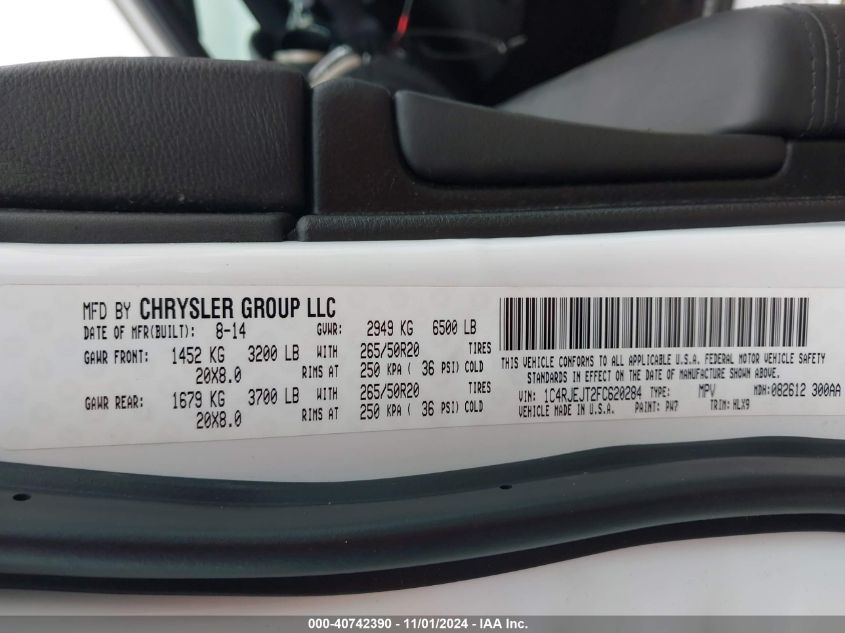 MFD BY CHRYSLER GROUP LLC
DATE OF MFR(BUILT): 8-14 GVWR: 2949 KG 6500 LB
GAWR FRONT: 1452 KG 3200 LB WITH 265/50R20 TIRES
20X8.0 RIMS AT 250 KPA ( 36 PSI) COLD
GAWR REAR: 1679 KG 3700 LB WITH 265/50R20 TIRES
20X8.0 RIMS AT 250 KPA ( 36 PSI) COLD
THIS VEHICLE CONFORMS TO ALL APPLICABLE U.S.A. FEDERAL MOTOR VEHICLE SAFETY
STANDARDS IN EFFECT ON THE DATE OF MANUFACTURE SHOWN ABOVE.
VIN: 1C4RJEJT2FC620284 TYPE: MPV MDH: 082612 300AA
VEHICLE MADE IN U.S.A. PAINT: PW7 TRIM: HLX9
000-40742390 - 11/01/2024 - IAA Inc.